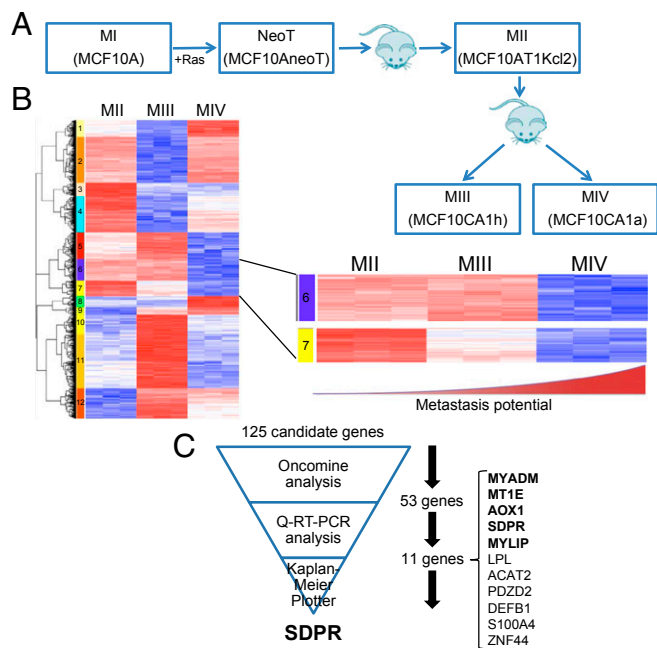 A
MI
(MCF10A)
+Ras
NeoT
(MCF10AneoT)
MII
(MCF10AT1Kcl2)
MIII
(MCF10CA1h)
MIV
(MCF10CA1a)
B
MII MIII MIV
1
2
3
4
5
6
7
8
9
10
11
12
MII MIII MIV
6
7
Metastasis potential
C
125 candidate genes
Oncomine
analysis
53 genes
Q-RT-PCR
analysis
11 genes
Kaplan-
Meier
Plotter
SDPR
MYADM
MT1E
AOX1
SDPR
MYLIP
LPL
ACAT2
PDZD2
DEFB1
S100A4
ZNF44